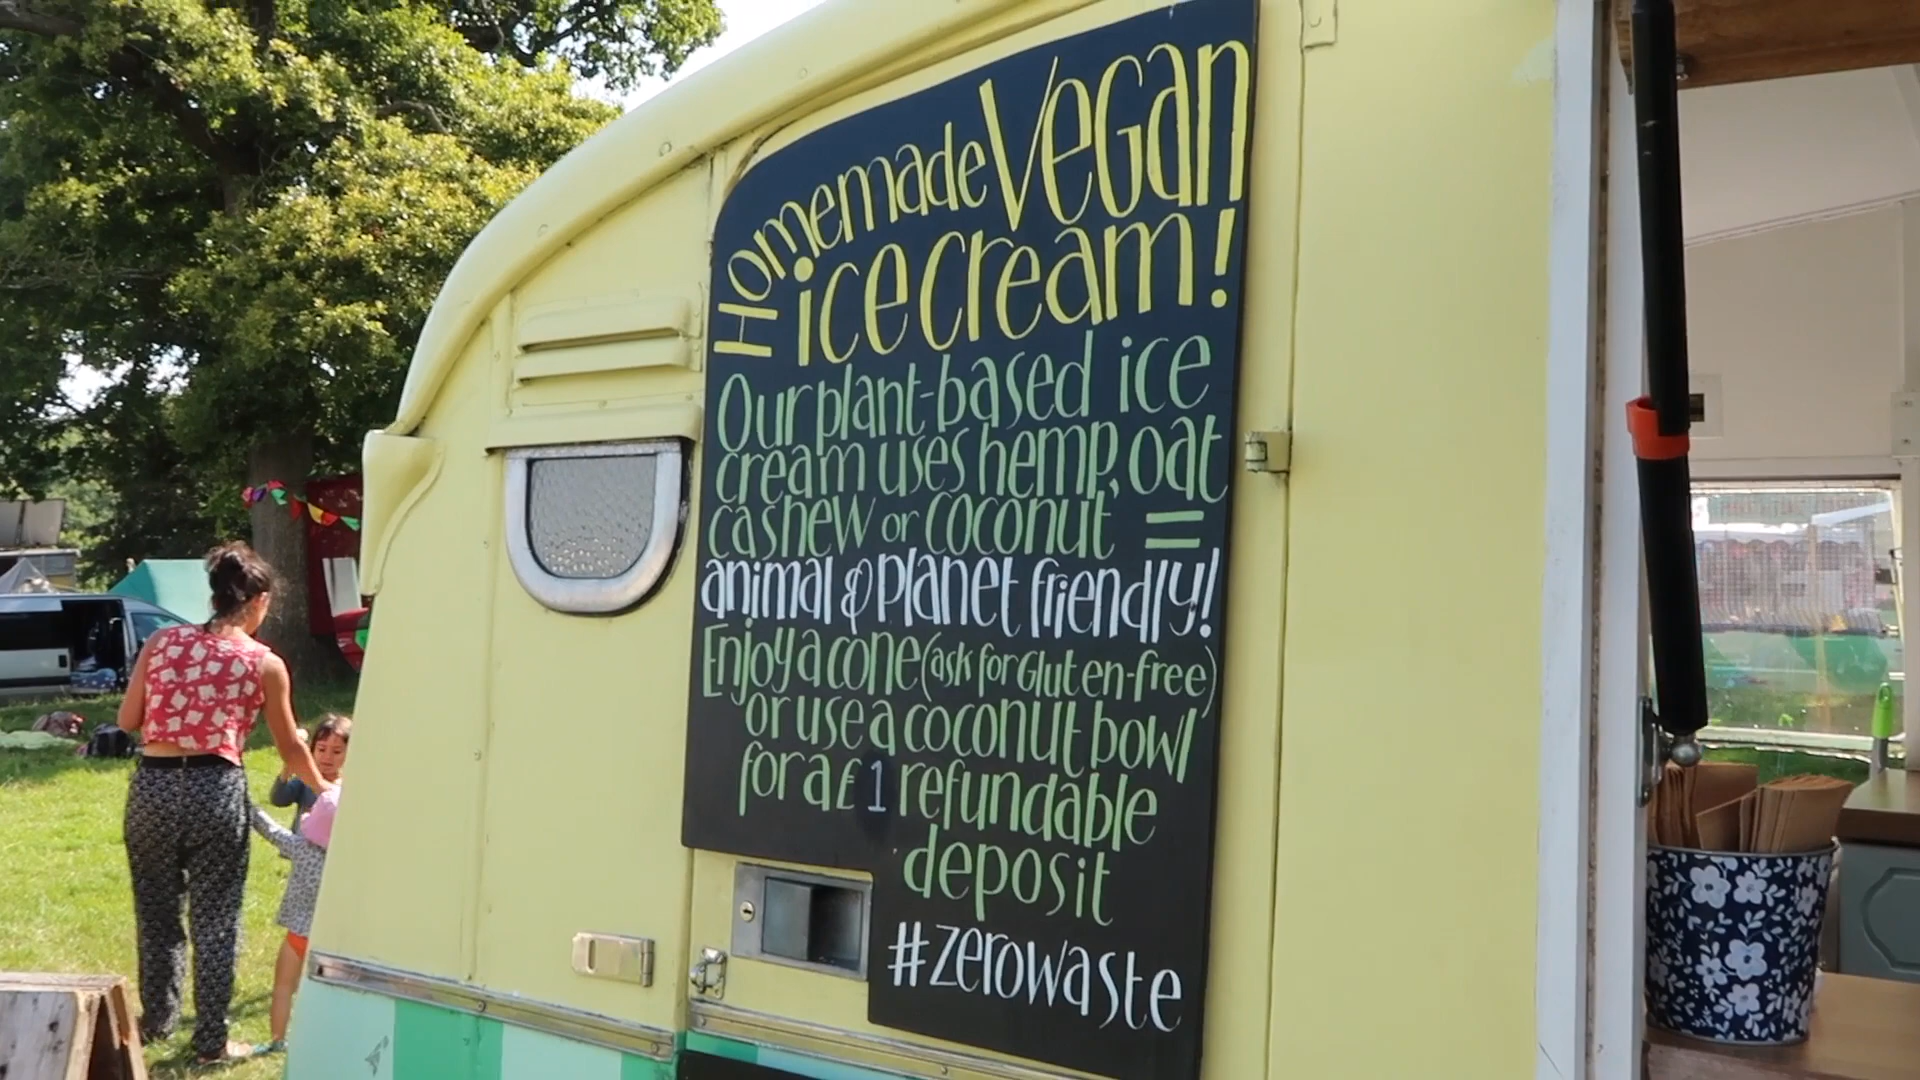 Homemade Vegan
ice cream!
Our plant-based ice
cream uses hemp, oat
cashew or coconut =
animal & planet friendly!
Enjoy a cone (ask for gluten-free)
or use a coconut bowl
for a £1 refundable
deposit
#zerowaste